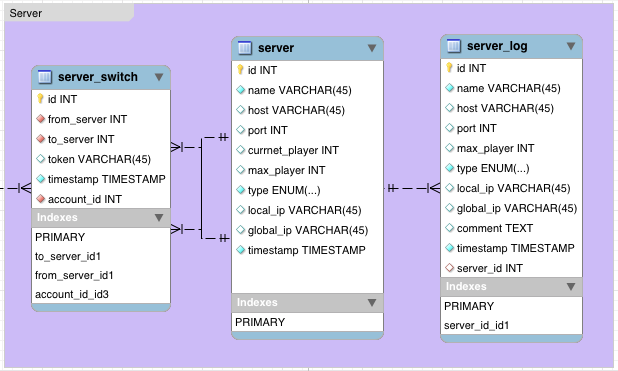 Server
server_switch
id INT
from_server INT
to_server INT
token VARCHAR(45)
timestamp TIMESTAMP
account_id INT
Indexes
PRIMARY
to_server_id1
from_server_id1
account_id_id3
server
id INT
name VARCHAR(45)
host VARCHAR(45)
port INT
currnet_player INT
max_player INT
type ENUM(...)
local_ip VARCHAR(45)
global_ip VARCHAR(45)
timestamp TIMESTAMP
Indexes
PRIMARY
server_log
id INT
name VARCHAR(45)
host VARCHAR(45)
port INT
max_player INT
type ENUM(...)
local_ip VARCHAR(45)
global_ip VARCHAR(45)
comment TEXT
timestamp TIMESTAMP
server_id INT
Indexes
PRIMARY
server_id_id1